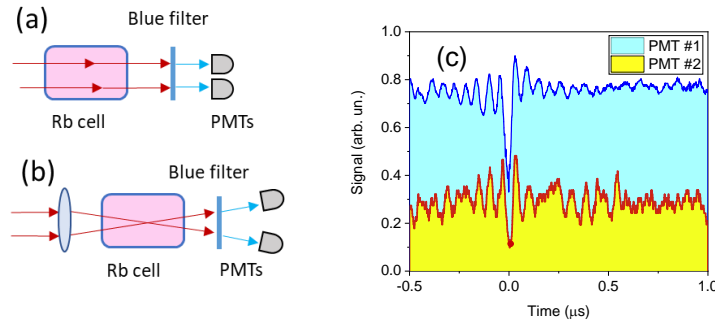 (a)
Blue filter
Rb cell
PMTs
(b)
Blue filter
Rb cell
PMTs
(c)
PMT #1
PMT #2
Signal (arb. un.)
1.0
0.8
0.6
0.4
0.2
0.0
-0.5
0.0
0.5
1.0
Time (μs)